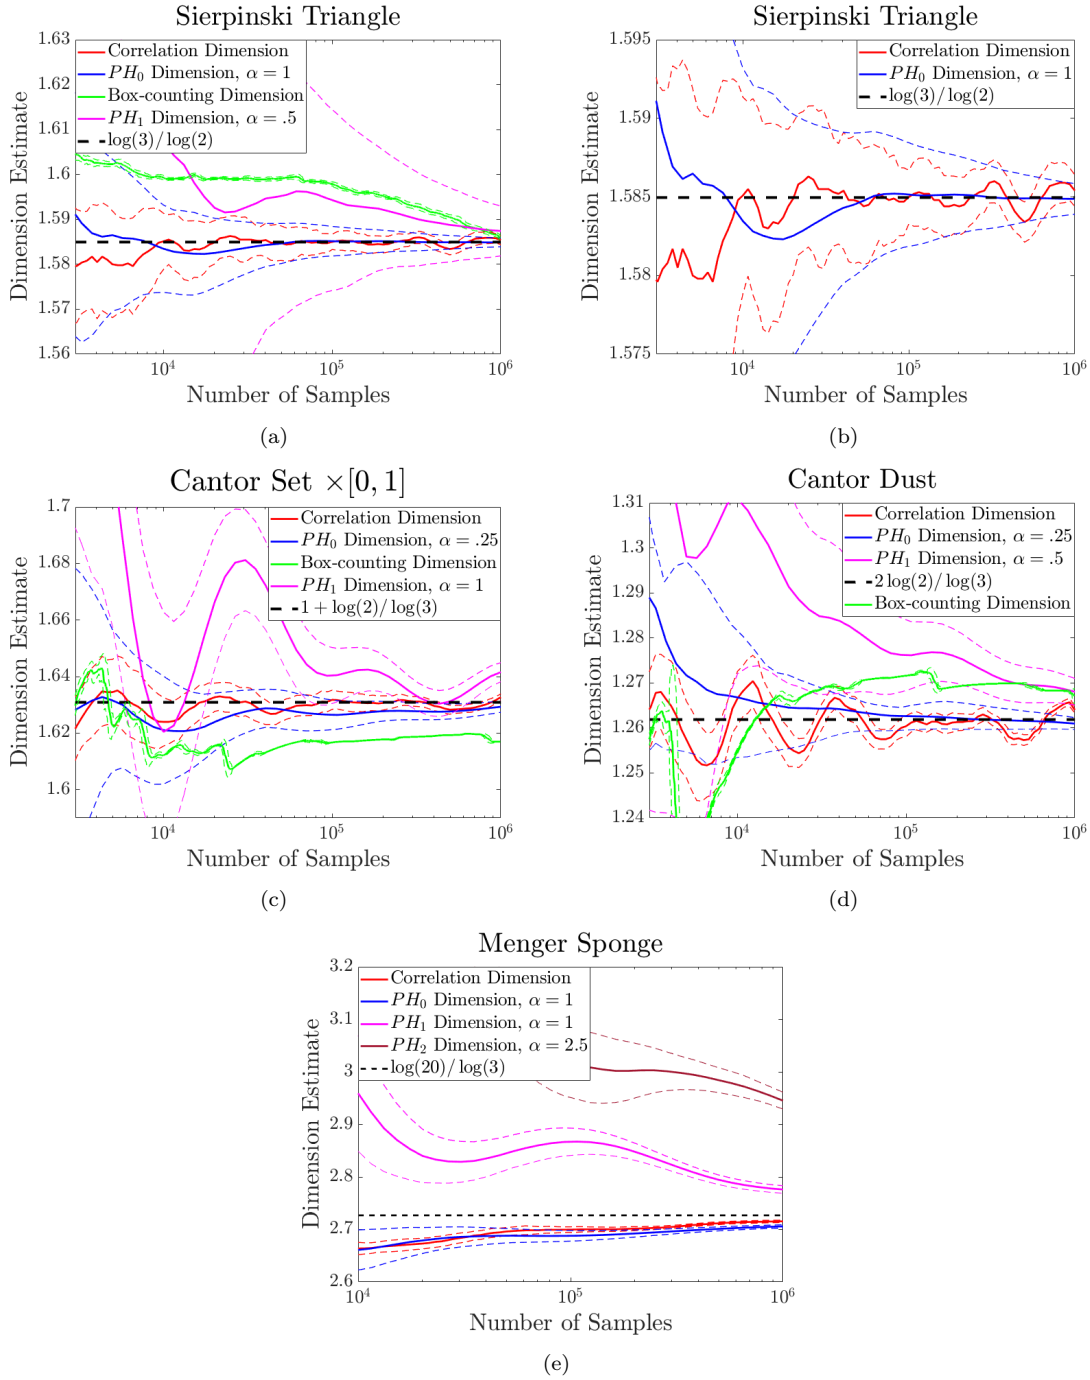 Sierpinski Triangle
1.63
1.62
1.61
1.6
1.59
1.58
1.57
1.56
Dimension Estimate
Correlation Dimension
PH₀ Dimension, α = 1
Box-counting Dimension
PH₁ Dimension, α = .5
log(3)/log(2)
10⁴
10⁵
10⁶
Number of Samples
(a)
Sierpinski Triangle
1.595
1.59
1.585
1.58
1.575
Dimension Estimate
Correlation Dimension
PH₀ Dimension, α = 1
log(3)/log(2)
10⁴
10⁵
10⁶
Number of Samples
(b)
Cantor Set ×[0, 1]
1.7
1.68
1.66
1.64
1.62
1.6
Dimension Estimate
Correlation Dimension
PH₀ Dimension, α = .25
Box-counting Dimension
PH₁ Dimension, α = 1
1 + log(2)/log(3)
10⁴
10⁵
10⁶
Number of Samples
(c)
Cantor Dust
1.31
1.3
1.29
1.28
1.27
1.26
1.25
1.24
Dimension Estimate
Correlation Dimension
PH₀ Dimension, α = .25
PH₁ Dimension, α = .5
2 log(2)/log(3)
Box-counting Dimension
10⁴
10⁵
10⁶
Number of Samples
(d)
Menger Sponge
3.2
3.1
3
2.9
2.8
2.7
2.6
Dimension Estimate
Correlation Dimension
PH₀ Dimension, α = 1
PH₁ Dimension, α = 1
PH₂ Dimension, α = 2.5
log(20)/log(3)
10⁴
10⁵
10⁶
Number of Samples
(e)